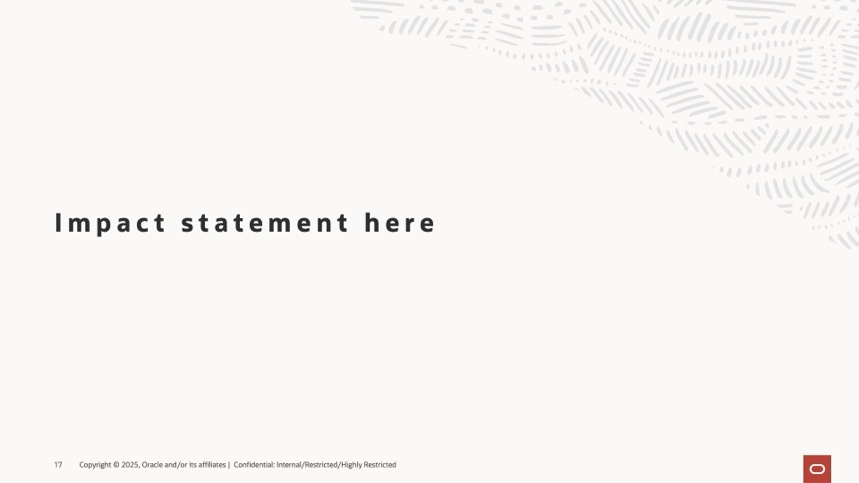 Impact statement here
17 Copyright © 2025, Oracle and/or its affiliates | Confidential: Internal/Restricted/Highly Restricted